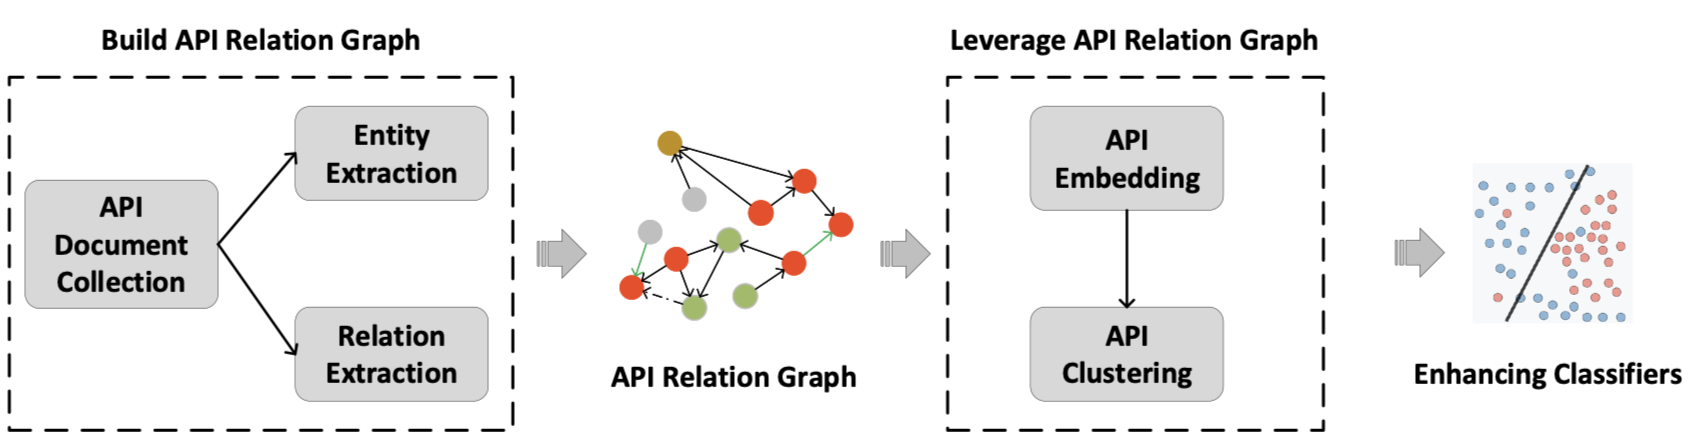 Build API Relation Graph
API
Document
Collection
Entity
Extraction
Relation
Extraction
API Relation Graph
Leverage API Relation Graph
API
Embedding
API
Clustering
Enhancing Classifiers